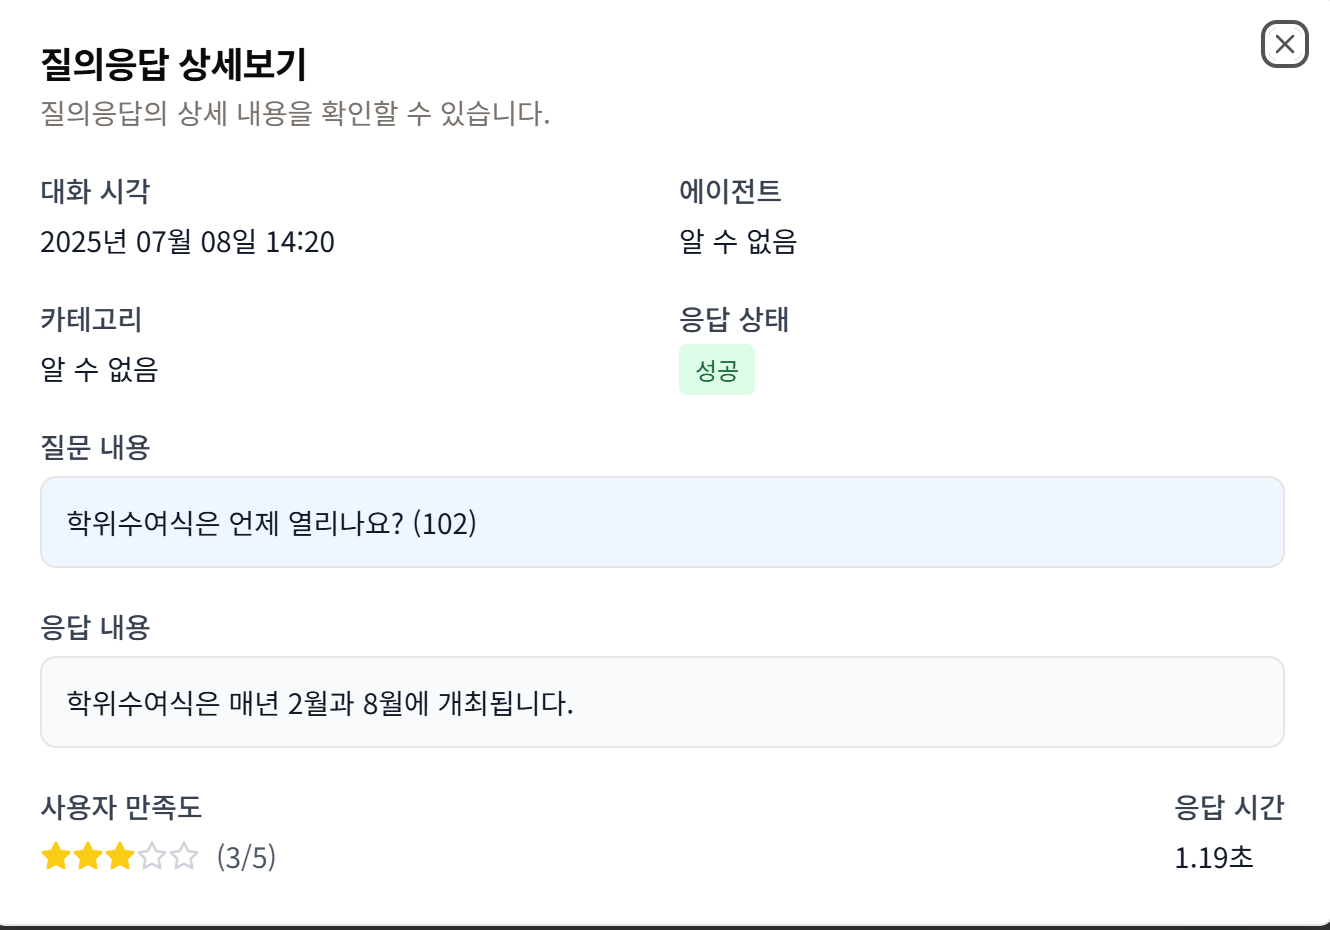 질의응답 상세보기
질의응답의 상세 내용을 확인할 수 있습니다.
대화 시각
2025년 07월 08일 14:20
에이전트
알 수 없음
카테고리
알 수 없음
응답 상태
성공
질문 내용
학위수여식은 언제 열리나요? (102)
응답 내용
학위수여식은 매년 2월과 8월에 개최됩니다.
사용자 만족도
(3/5)
응답 시간
1.19초